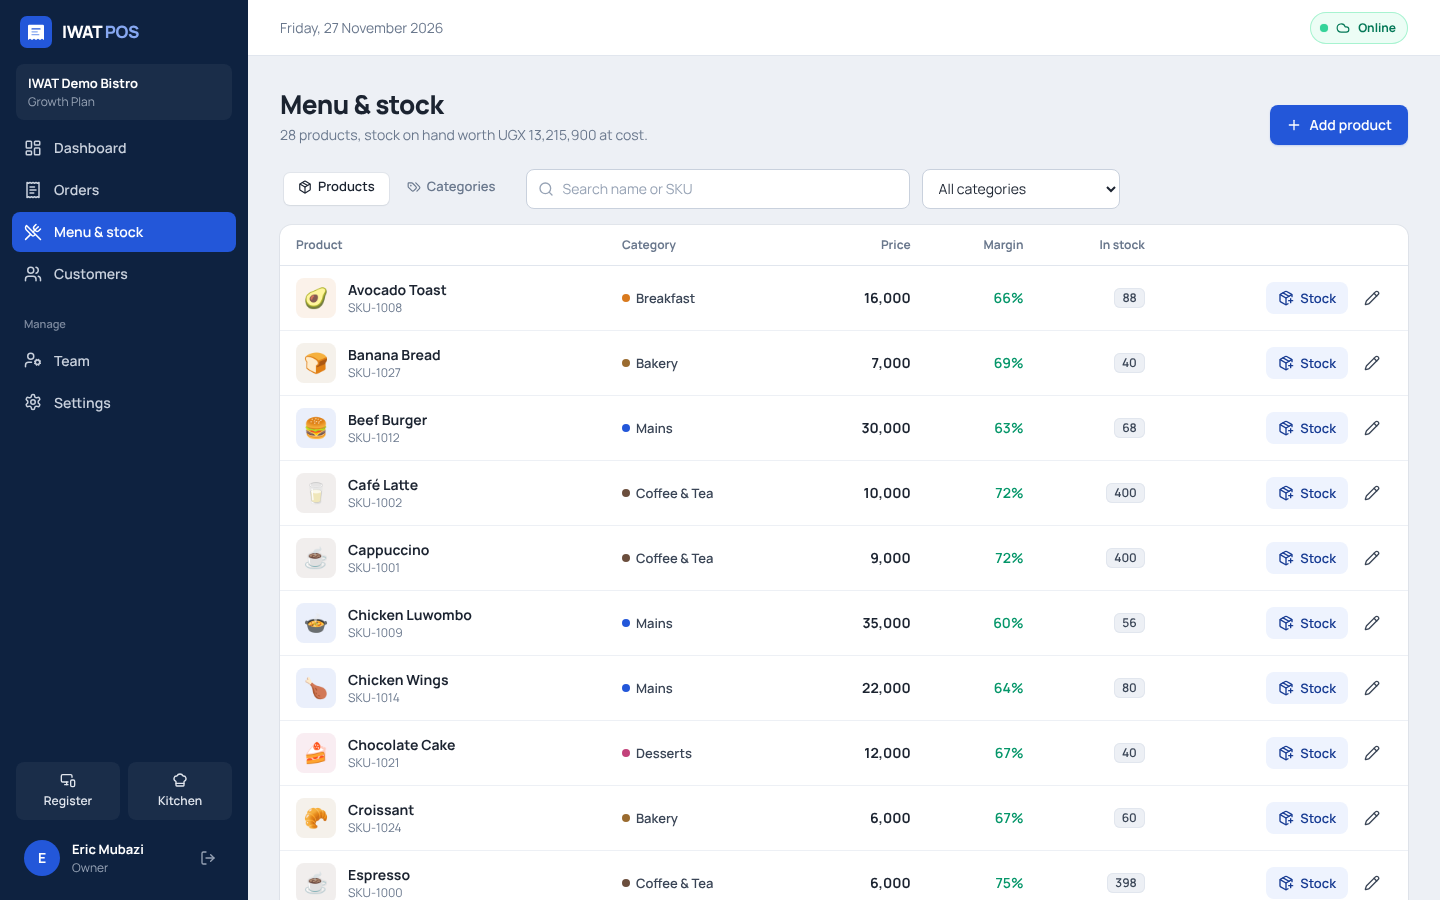 IWAT POS
IWAT Demo Bistro
Growth Plan
Dashboard
Orders
Menu & stock
Customers
Manage
Team
Settings
Register
Kitchen
E
Eric Mubazi
Owner
Friday, 27 November 2026
Online
Menu & stock
28 products, stock on hand worth UGX 13,215,900 at cost.
Add product
Products
Categories
Search name or SKU
All categories
Product Category Price Margin In stock
Avocado Toast
SKU-1008
Breakfast 16,000 66% 88 Stock
Banana Bread
SKU-1027
Bakery 7,000 69% 40 Stock
Beef Burger
SKU-1012
Mains 30,000 63% 68 Stock
Café Latte
SKU-1002
Coffee & Tea 10,000 72% 400 Stock
Cappuccino
SKU-1001
Coffee & Tea 9,000 72% 400 Stock
Chicken Luwombo
SKU-1009
Mains 35,000 60% 56 Stock
Chicken Wings
SKU-1014
Mains 22,000 64% 80 Stock
Chocolate Cake
SKU-1021
Desserts 12,000 67% 40 Stock
Croissant
SKU-1024
Bakery 6,000 67% 60 Stock
Espresso
SKU-1000
Coffee & Tea 6,000 75% 398 Stock